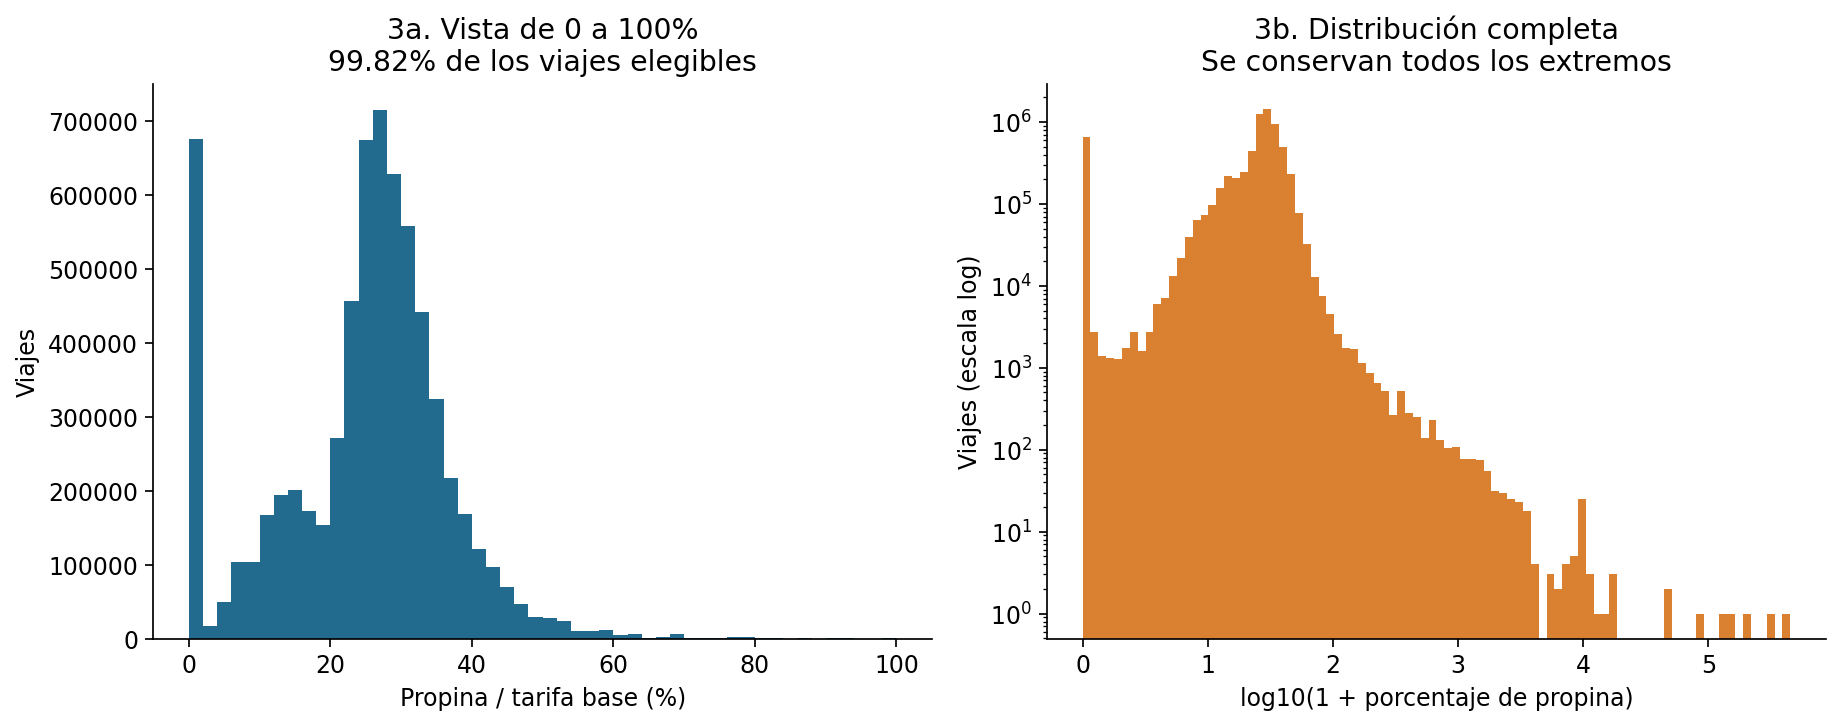 3a. Vista de 0 a 100%
99.82% de los viajes elegibles
Viajes
700000
600000
500000
400000
300000
200000
100000
0
0 20 40 60 80 100
Propina / tarifa base (%)
3b. Distribución completa
Se conservan todos los extremos
Viajes (escala log)
10⁶
10⁵
10⁴
10³
10²
10¹
10⁰
0 1 2 3 4 5
log10(1 + porcentaje de propina)